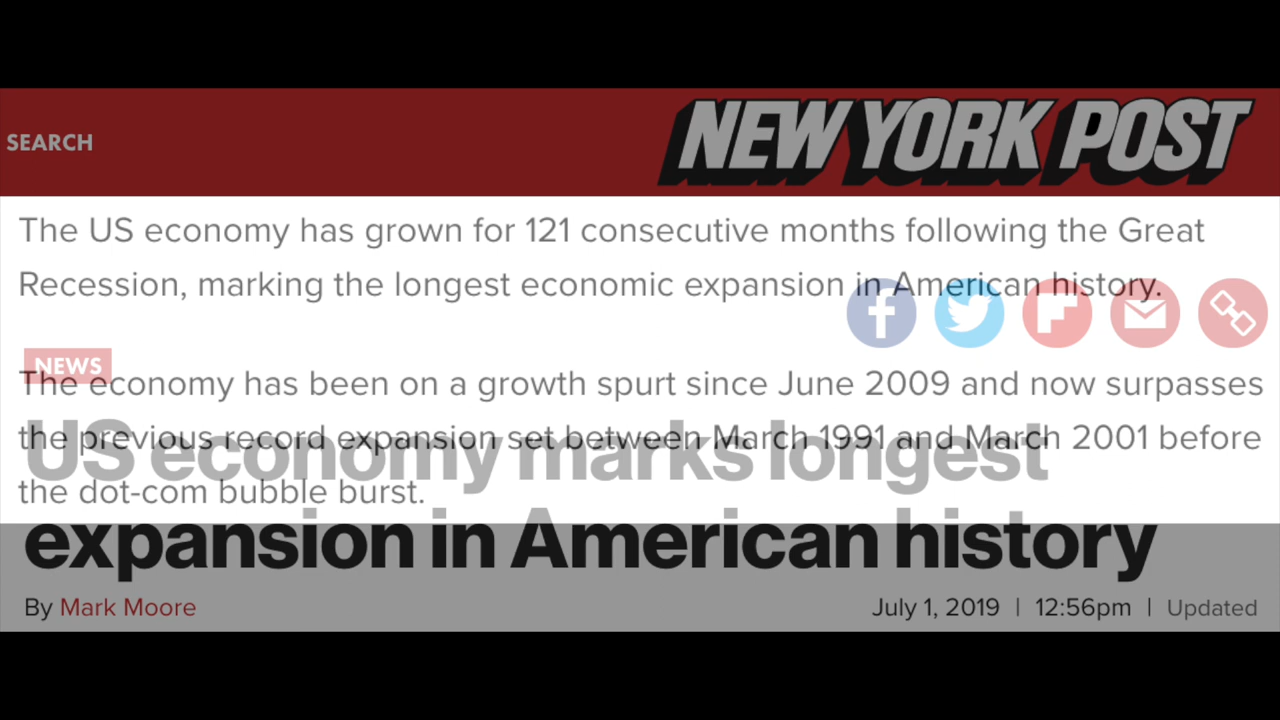 SEARCH
NEW YORK POST
The US economy has grown for 121 consecutive months following the Great
Recession, marking the longest economic expansion in American history.
NEWS
The economy has been on a growth spurt since June 2009 and now surpasses
the previous record expansion set between March 1991 and March 2001 before
US economy marks longest
the dot-com bubble burst.
expansion in American history
By Mark Moore
July 1, 2019 | 12:56pm | Updated